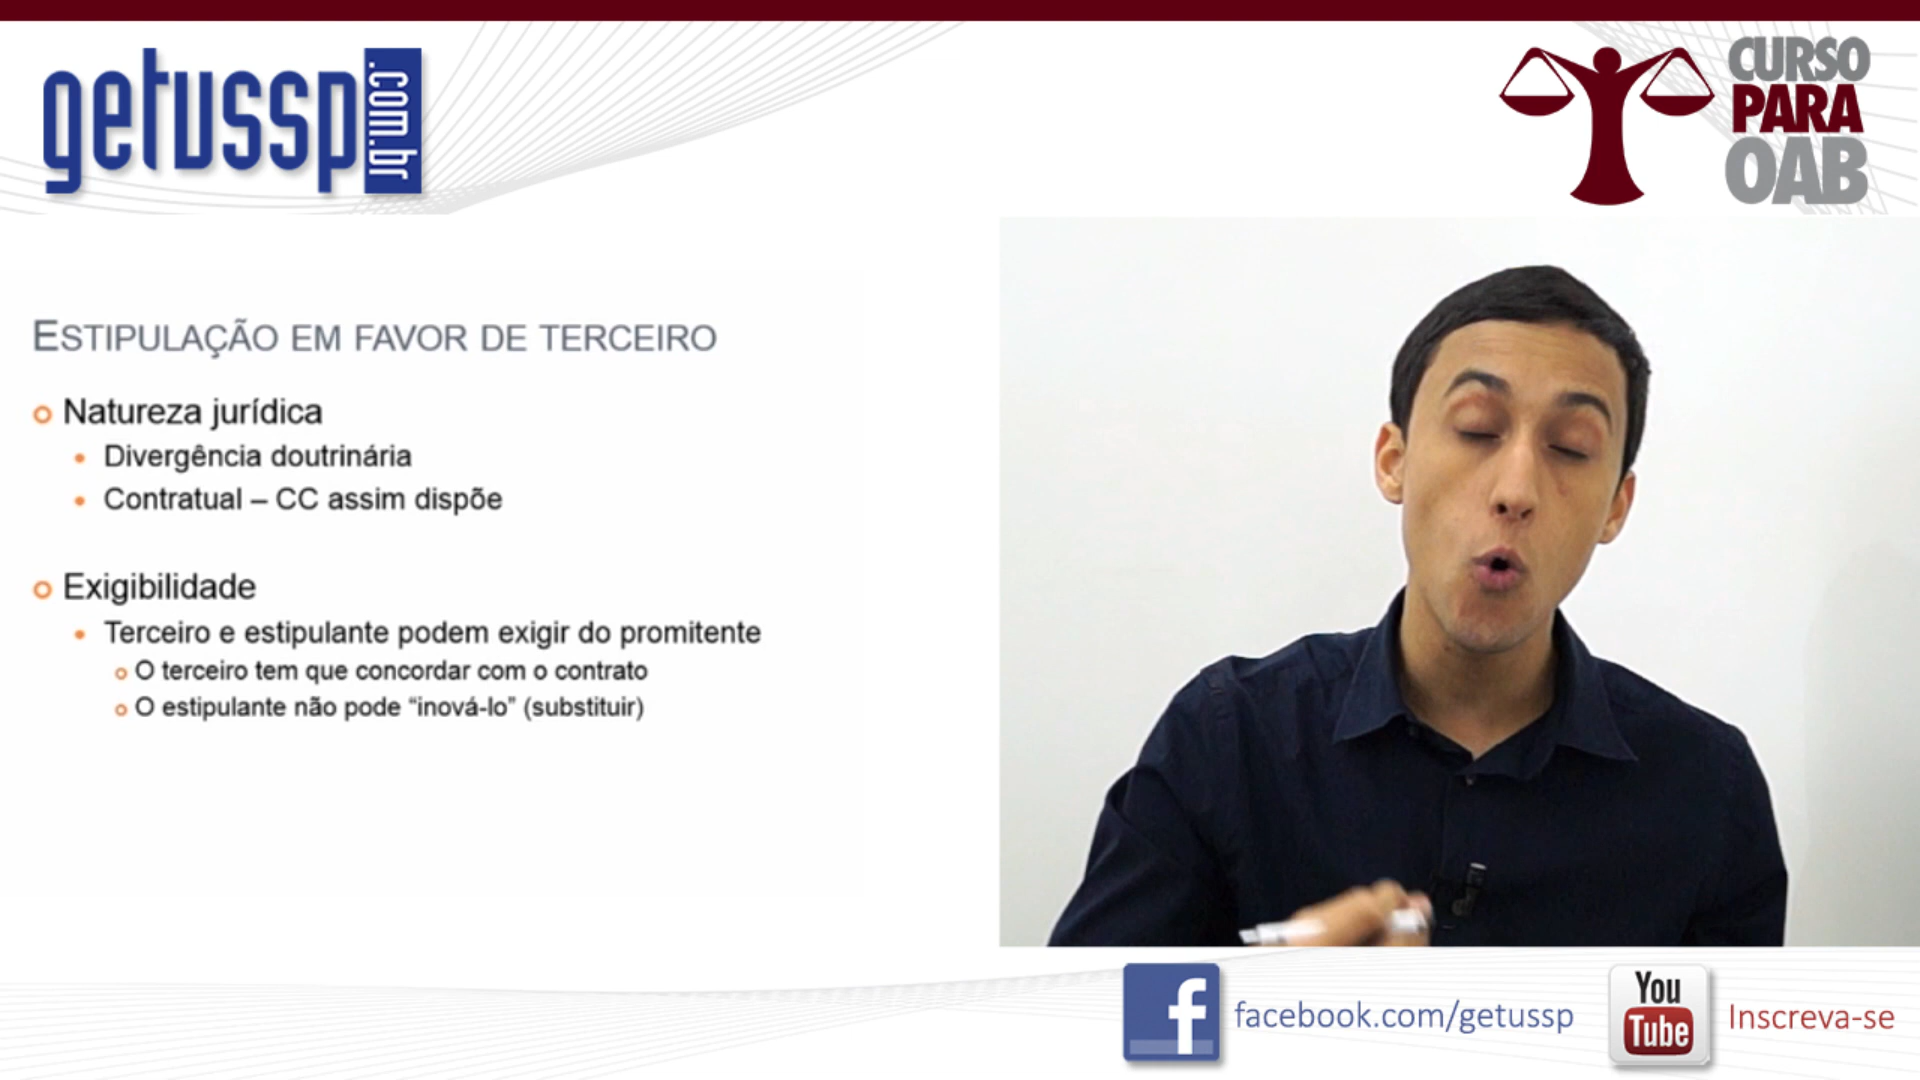 getussp.com.br
CURSO
PARA
OAB
ESTIPULAÇÃO EM FAVOR DE TERCEIRO
Natureza jurídica
Divergência doutrinária
Contratual – CC assim dispõe
Exigibilidade
Terceiro e estipulante podem exigir do promitente
O terceiro tem que concordar com o contrato
O estipulante não pode “inová-lo” (substituir)
f
facebook.com/getussp
You
Tube
Inscreva-se